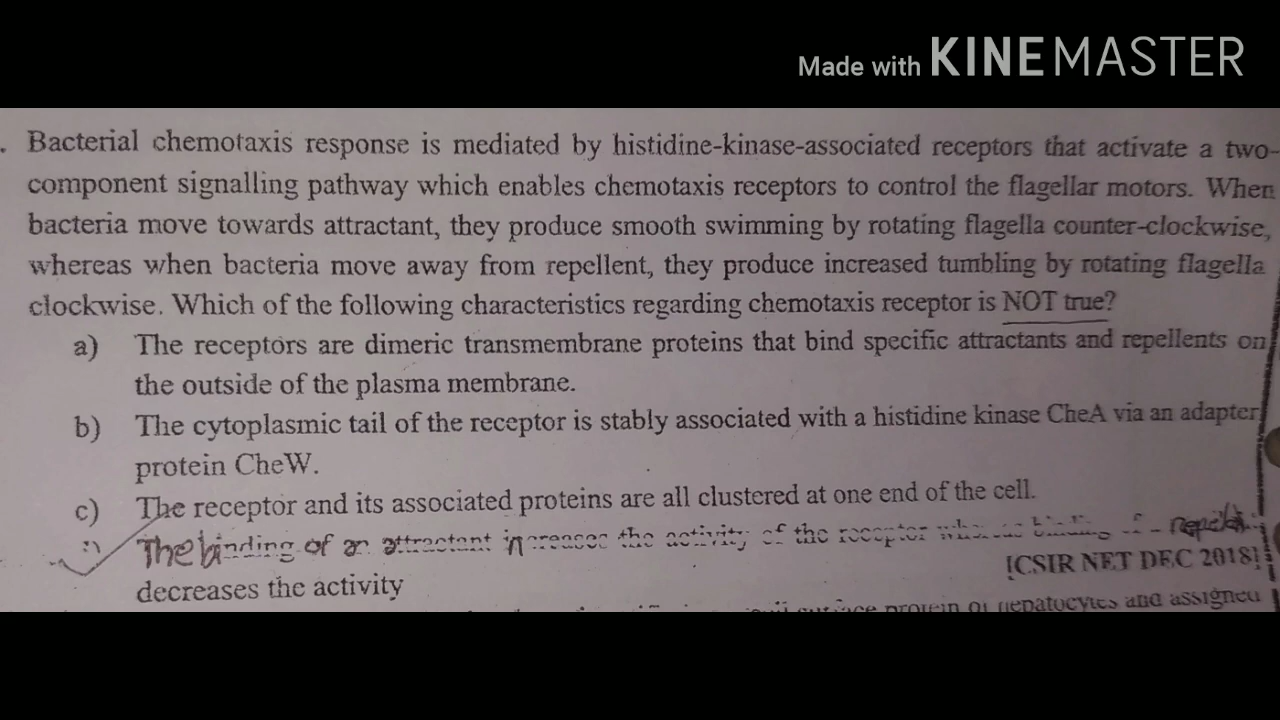 Made with KINEMASTER
. Bacterial chemotaxis response is mediated by histidine-kinase-associated receptors that activate a two-
component signalling pathway which enables chemotaxis receptors to control the flagellar motors. When
bacteria move towards attractant, they produce smooth swimming by rotating flagella counter-clockwise,
whereas when bacteria move away from repellent, they produce increased tumbling by rotating flagella
clockwise. Which of the following characteristics regarding chemotaxis receptor is NOT true?
a) The receptors are dimeric transmembrane proteins that bind specific attractants and repellents on
the outside of the plasma membrane.
b) The cytoplasmic tail of the receptor is stably associated with a histidine kinase CheA via an adapter
protein CheW.
c) The receptor and its associated proteins are all clustered at one end of the cell.
The binding of an attractant increases the activity of the receptor
[CSIR NET DEC 2018]
decreases the activity
hepatocytes and assigned